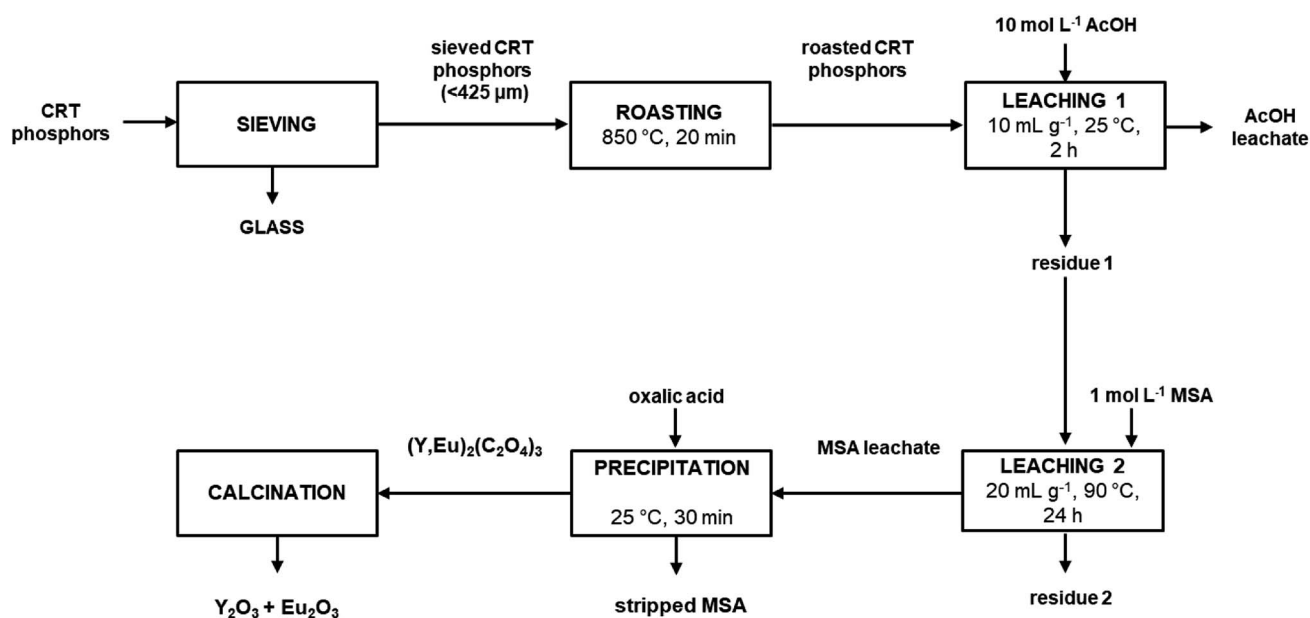 CRT
phosphors
SIEVING
GLASS
sieved CRT
phosphors
(<425 µm)
ROASTING
850 °C, 20 min
roasted CRT
phosphors
10 mol L⁻¹ AcOH
LEACHING 1
10 mL g⁻¹, 25 °C,
2 h
AcOH
leachate
residue 1
1 mol L⁻¹ MSA
LEACHING 2
20 mL g⁻¹, 90 °C,
24 h
residue 2
MSA leachate
oxalic acid
PRECIPITATION
25 °C, 30 min
stripped MSA
(Y,Eu)₂(C₂O₄)₃
CALCINATION
Y₂O₃ + Eu₂O₃